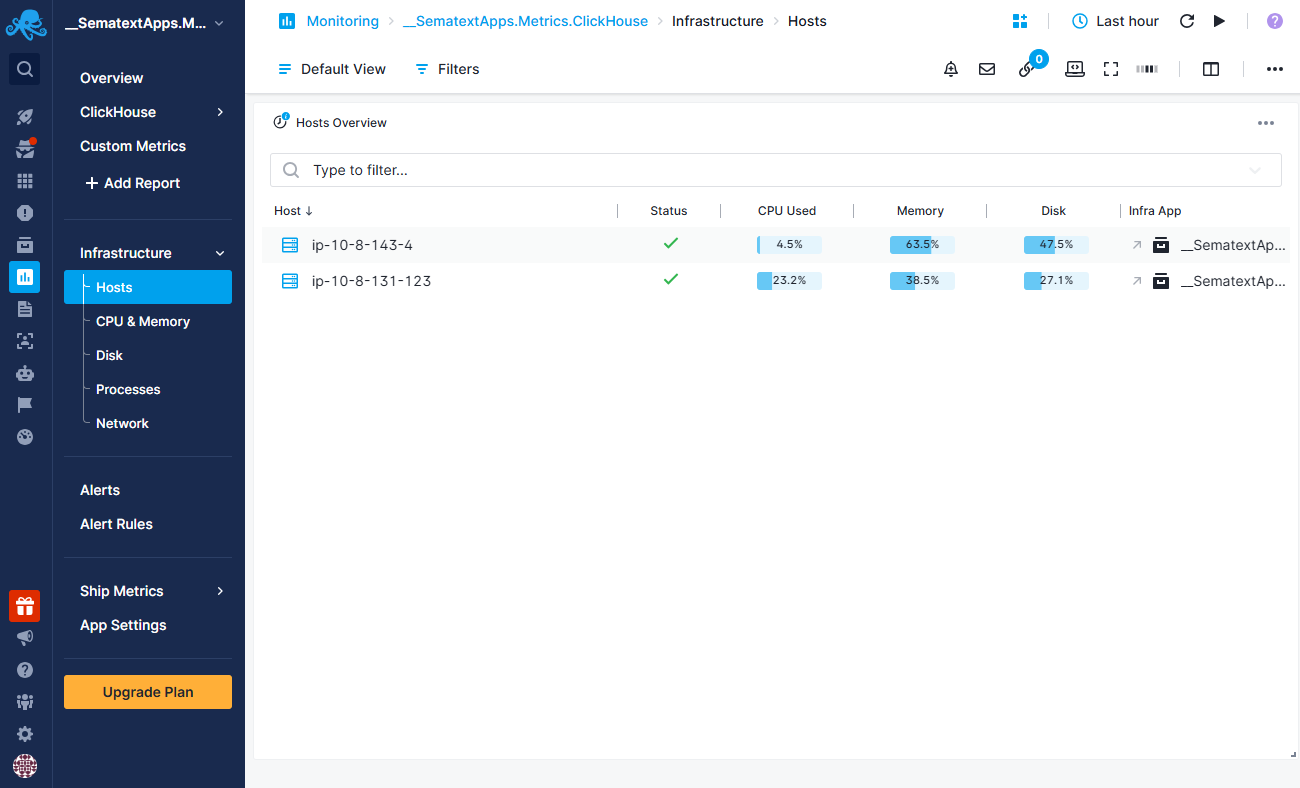 __SematextApps.M...
Overview
ClickHouse
Custom Metrics
+ Add Report
Infrastructure
Hosts
CPU & Memory
Disk
Processes
Network
Alerts
Alert Rules
Ship Metrics
App Settings
Upgrade Plan
Monitoring > __SematextApps.Metrics.ClickHouse > Infrastructure > Hosts
Last hour
?
Default View
Filters
0
Hosts Overview
Type to filter...
Host ↓ Status CPU Used Memory Disk Infra App
ip-10-8-143-4 4.5% 63.5% 47.5% __SematextAp...
ip-10-8-131-123 23.2% 38.5% 27.1% __SematextAp...